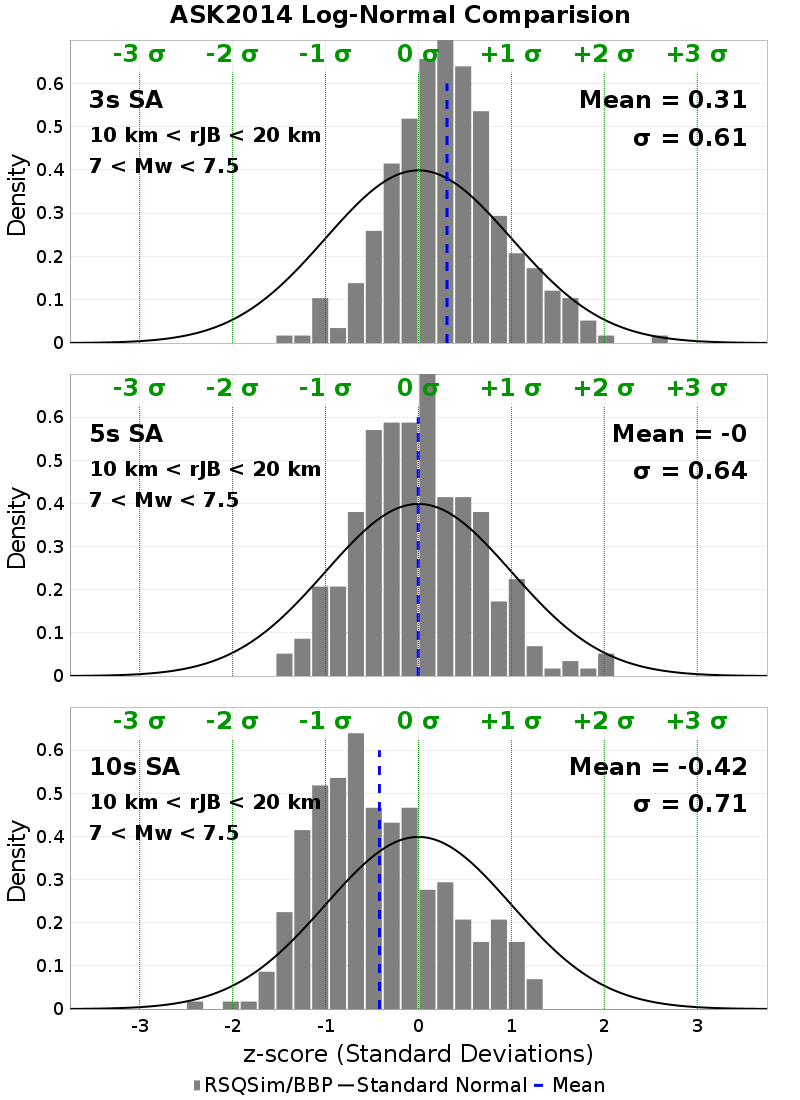 ASK2014 Log-Normal Comparision
-3 σ -2 σ -1 σ 0 σ +1 σ +2 σ +3 σ
3s SA
10 km < rJB < 20 km
7 < Mw < 7.5
Mean = 0.31
σ = 0.61
Density
0.6
0.5
0.4
0.3
0.2
0.1
0
-3 σ -2 σ -1 σ 0 σ +1 σ +2 σ +3 σ
5s SA
10 km < rJB < 20 km
7 < Mw < 7.5
Mean = -0
σ = 0.64
Density
0.6
0.5
0.4
0.3
0.2
0.1
0
-3 σ -2 σ -1 σ 0 σ +1 σ +2 σ +3 σ
10s SA
10 km < rJB < 20 km
7 < Mw < 7.5
Mean = -0.42
σ = 0.71
Density
0.6
0.5
0.4
0.3
0.2
0.1
0
-3 -2 -1 0 1 2 3
z-score (Standard Deviations)
RSQSim/BBP Standard Normal Mean